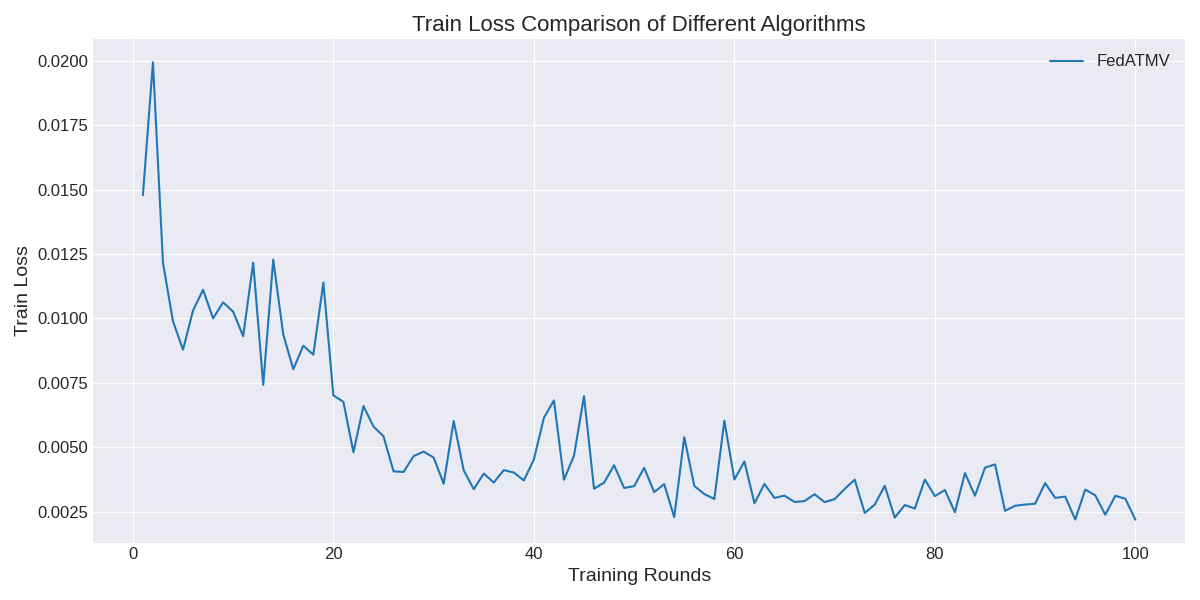 Train Loss Comparison of Different Algorithms
FedATMV
0.0200
0.0175
0.0150
0.0125
0.0100
0.0075
0.0050
0.0025
Train Loss
0 20 40 60 80 100
Training Rounds